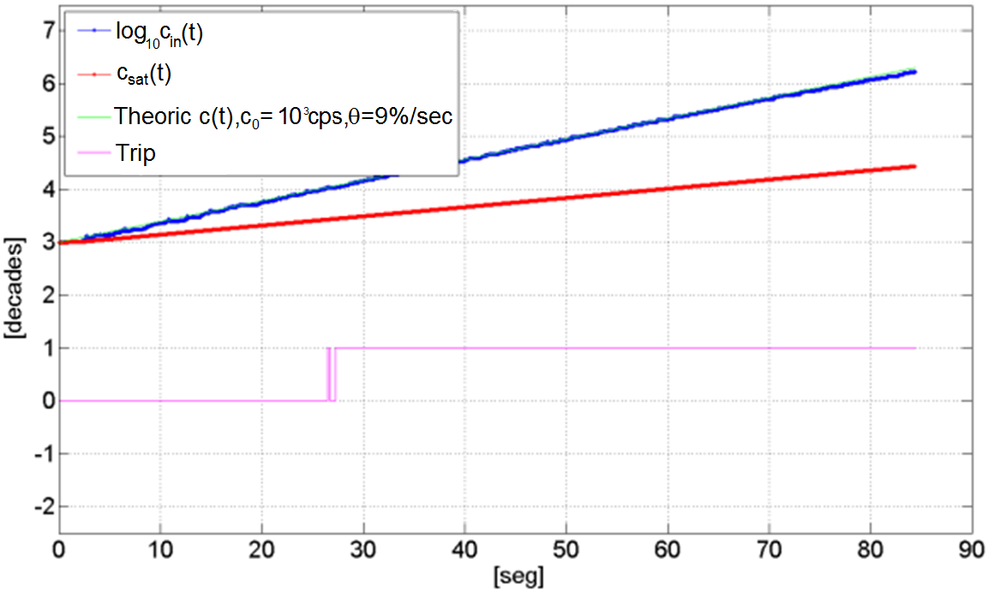 log10cin(t)
csat(t)
Theoric c(t),c0= 10³cps,θ=9%/sec
Trip
7
6
5
4
3
2
1
0
-1
-2
[decades]
0 10 20 30 40 50 60 70 80 90
[seg]